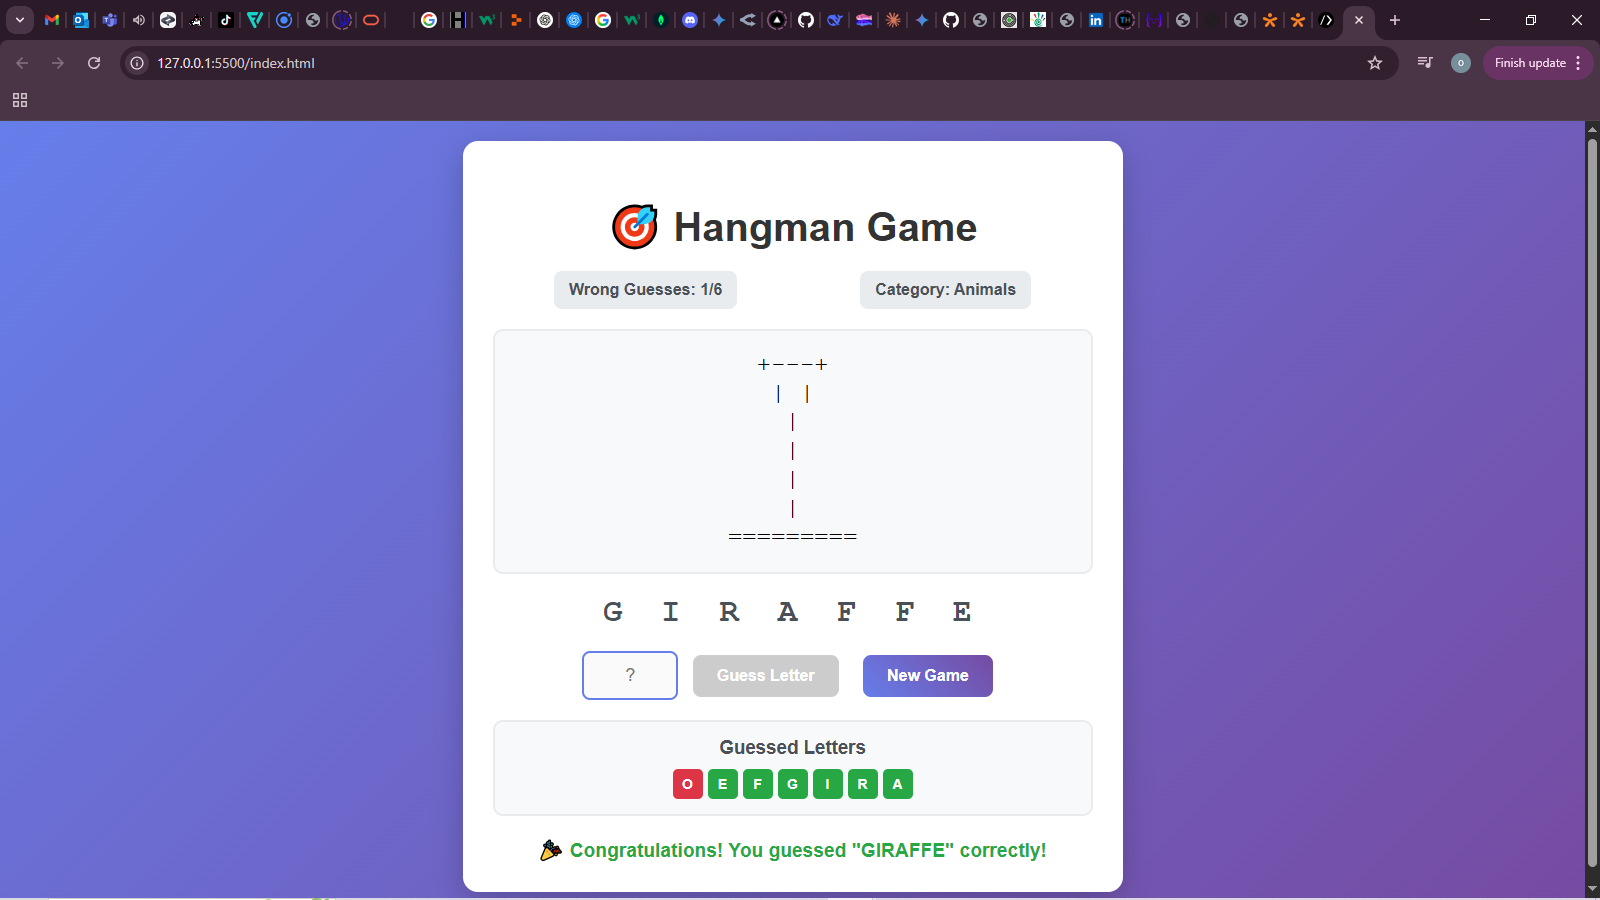 127.0.0.1:5500/index.html
Finish update
Hangman Game
Wrong Guesses: 1/6
Category: Animals
+---+
|  |
|
|
|
|
=========
G I R A F F E
?
Guess Letter
New Game
Guessed Letters
O E F G I R A
Congratulations! You guessed "GIRAFFE" correctly!